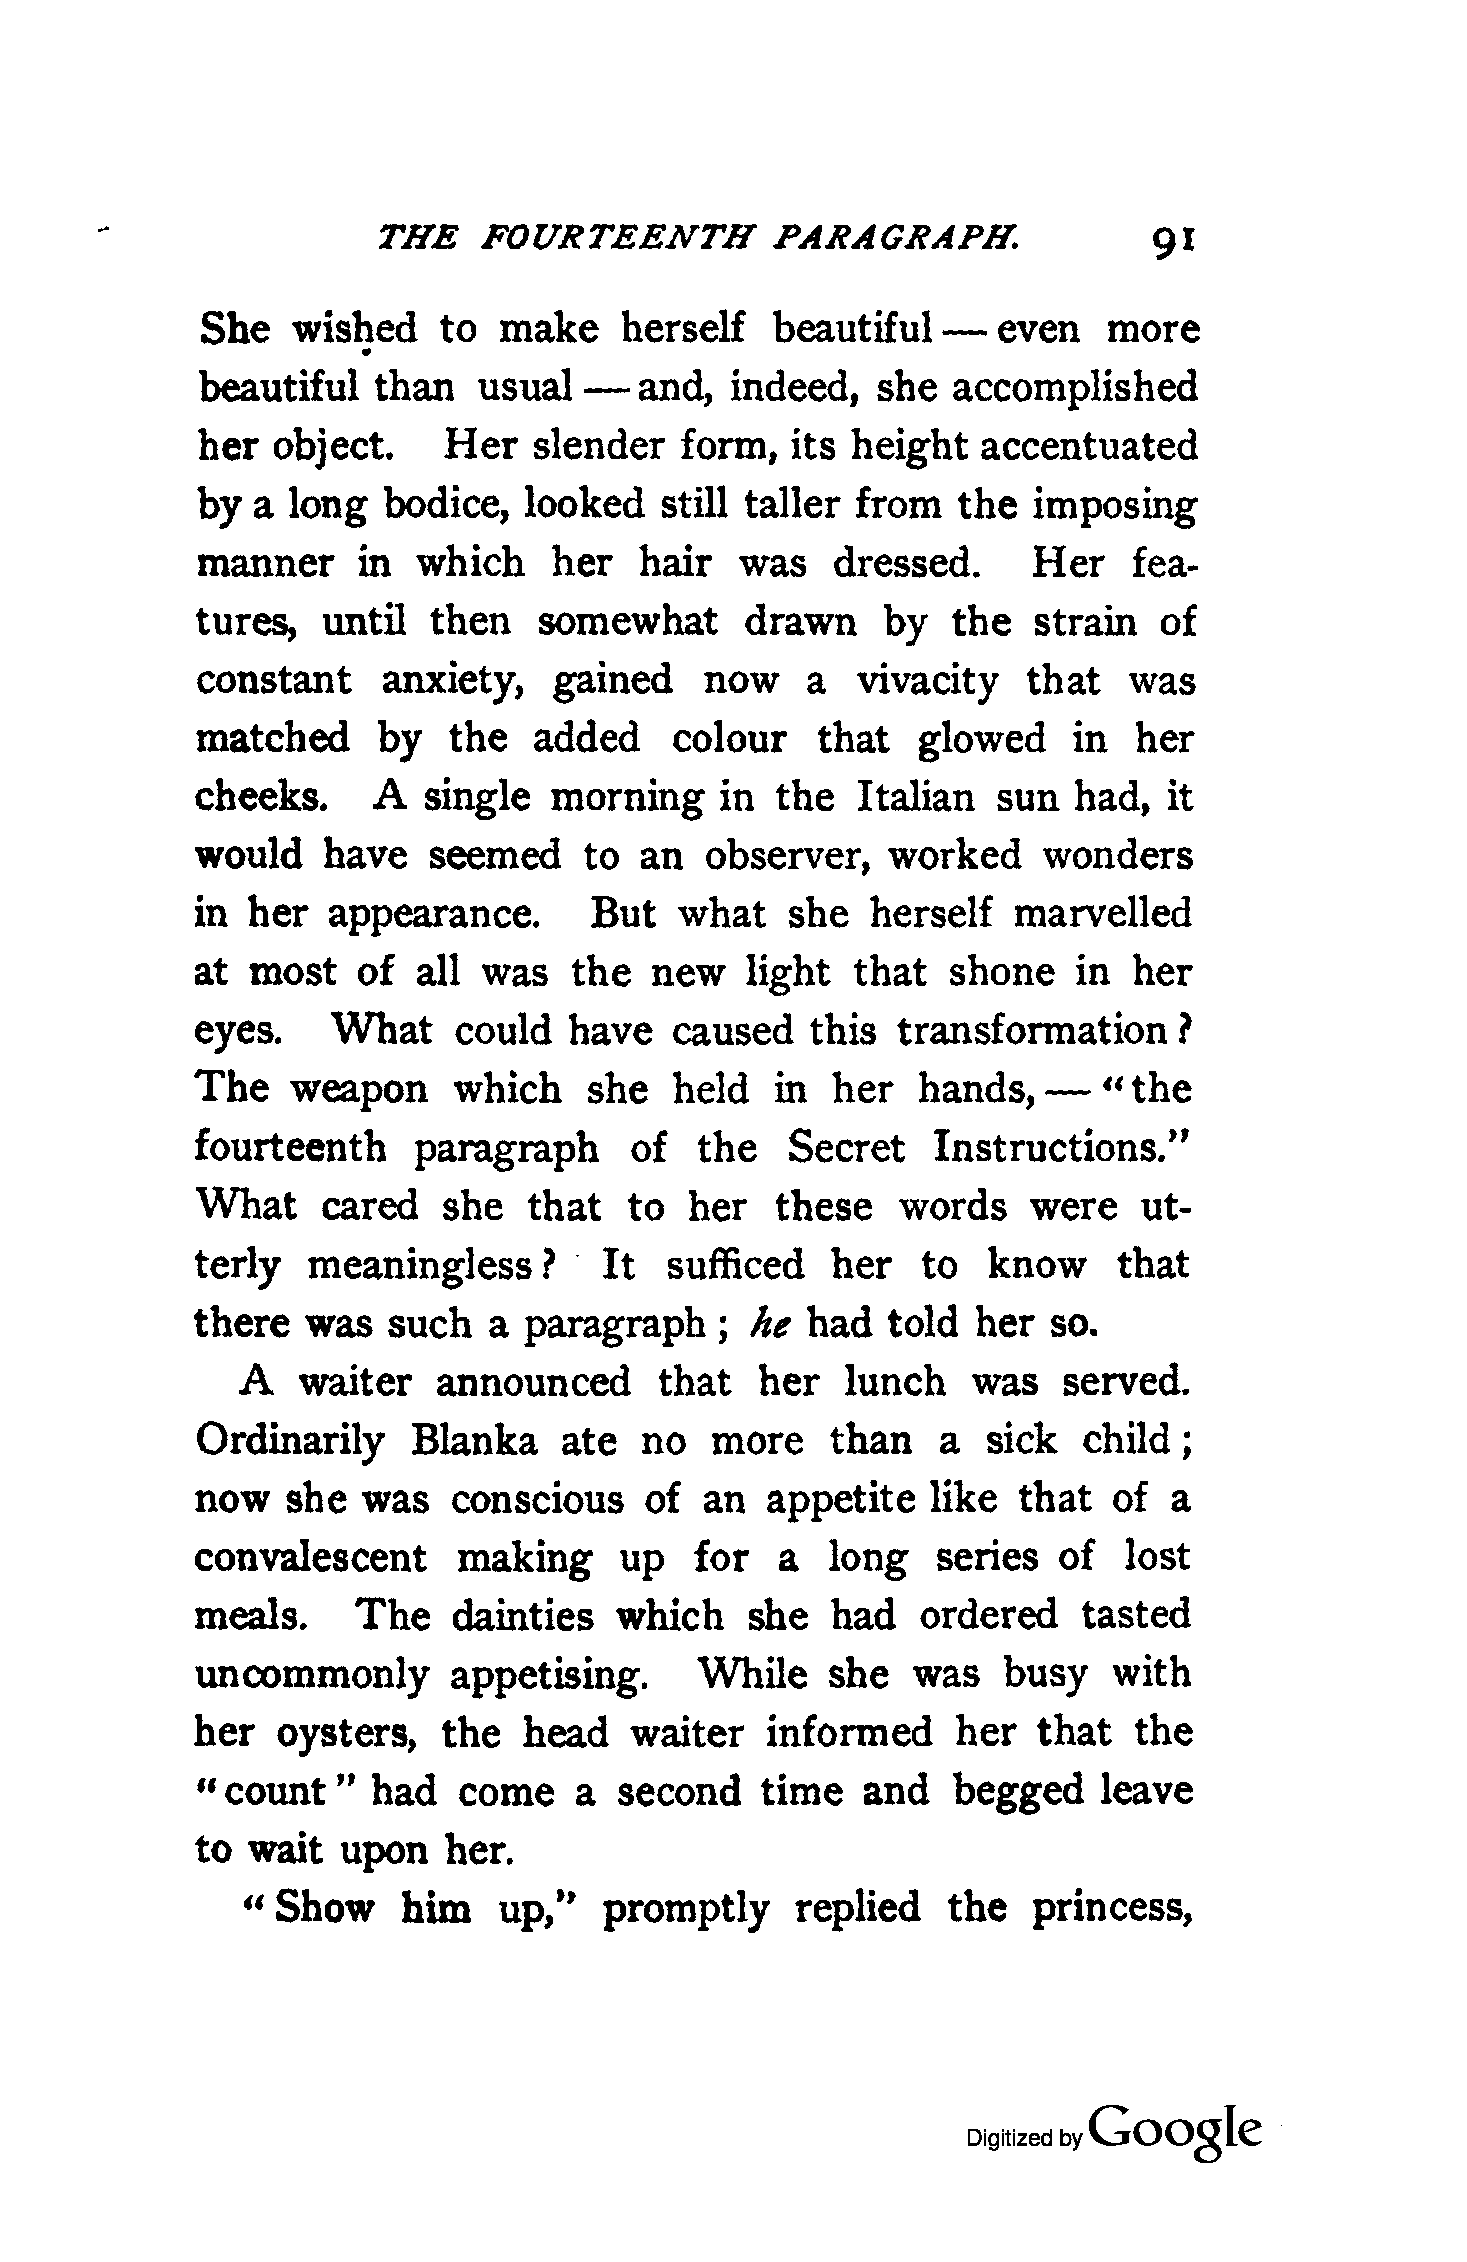 THE FOURTEENTH PARAGRAPH. 91
She wished to make herself beautiful — even more
beautiful than usual — and, indeed, she accomplished
her object. Her slender form, its height accentuated
by a long bodice, looked still taller from the imposing
manner in which her hair was dressed. Her fea-
tures, until then somewhat drawn by the strain of
constant anxiety, gained now a vivacity that was
matched by the added colour that glowed in her
cheeks. A single morning in the Italian sun had, it
would have seemed to an observer, worked wonders
in her appearance. But what she herself marvelled
at most of all was the new light that shone in her
eyes. What could have caused this transformation?
The weapon which she held in her hands, — "the
fourteenth paragraph of the Secret Instructions."
What cared she that to her these words were ut-
terly meaningless? It sufficed her to know that
there was such a paragraph; he had told her so.
A waiter announced that her lunch was served.
Ordinarily Blanka ate no more than a sick child;
now she was conscious of an appetite like that of a
convalescent making up for a long series of lost
meals. The dainties which she had ordered tasted
uncommonly appetising. While she was busy with
her oysters, the head waiter informed her that the
"count" had come a second time and begged leave
to wait upon her.
"Show him up," promptly replied the princess,
Digitized by Google